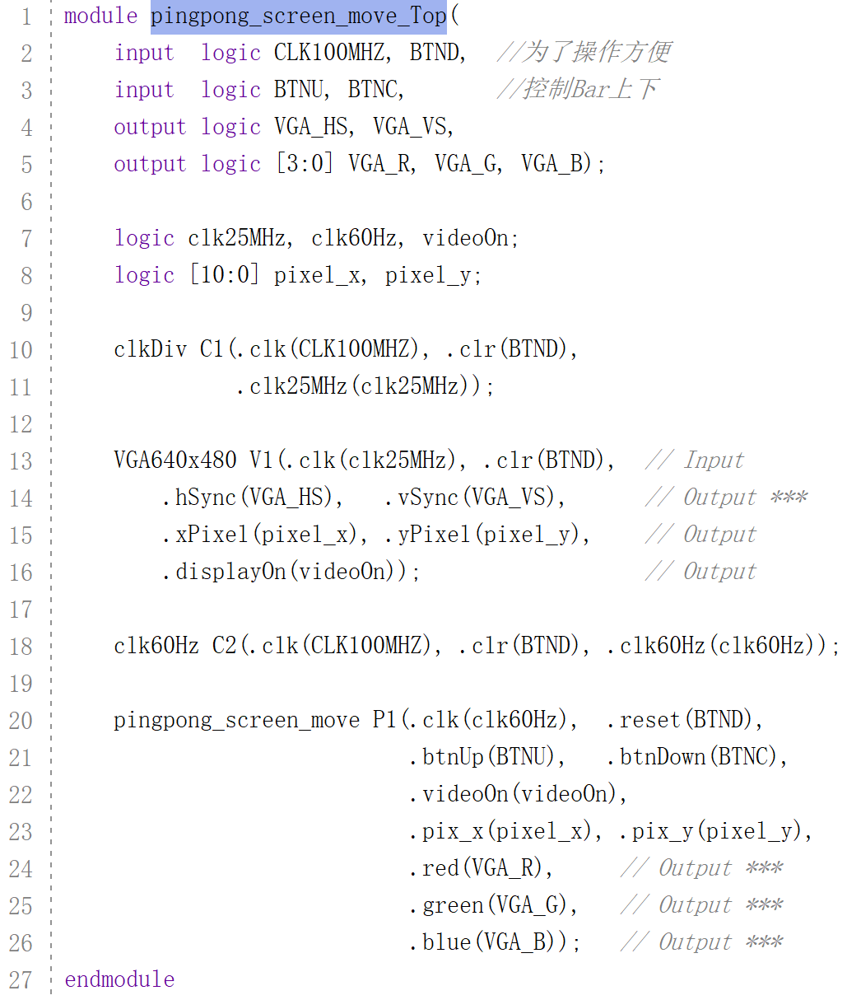 1 module pingpong_screen_move_Top(
2 input logic CLK100MHZ, BTND, //为了操作方便
3 input logic BTNU, BTNC, //控制Bar上下
4 output logic VGA_HS, VGA_VS,
5 output logic [3:0] VGA_R, VGA_G, VGA_B);
6
7 logic clk25MHz, clk60Hz, videoOn;
8 logic [10:0] pixel_x, pixel_y;
9
10 clkDiv C1(.clk(CLK100MHZ), .clr(BTND),
11 .clk25MHz(clk25MHz));
12
13 VGA640x480 V1(.clk(clk25MHz), .clr(BTND), // Input
14 .hSync(VGA_HS), .vSync(VGA_VS), // Output ***
15 .xPixel(pixel_x), .yPixel(pixel_y), // Output
16 .displayOn(videoOn)); // Output
17
18 clk60Hz C2(.clk(CLK100MHZ), .clr(BTND), .clk60Hz(clk60Hz));
19
20 pingpong_screen_move P1(.clk(clk60Hz), .reset(BTND),
21 .btnUp(BTNU), .btnDown(BTNC),
22 .videoOn(videoOn),
23 .pix_x(pixel_x), .pix_y(pixel_y),
24 .red(VGA_R), // Output ***
25 .green(VGA_G), // Output ***
26 .blue(VGA_B)); // Output ***
27 endmodule